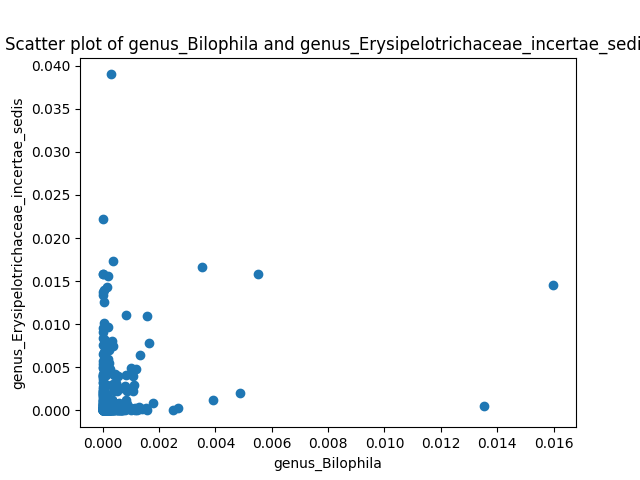 Scatter plot of genus_Bilophila and genus_Erysipelotrichaceae_incertae_sedi
0.040
0.035
0.030
0.025
0.020
0.015
0.010
0.005
0.000
genus_Erysipelotrichaceae_incertae_sedis
0.000 0.002 0.004 0.006 0.008 0.010 0.012 0.014 0.016
genus_Bilophila